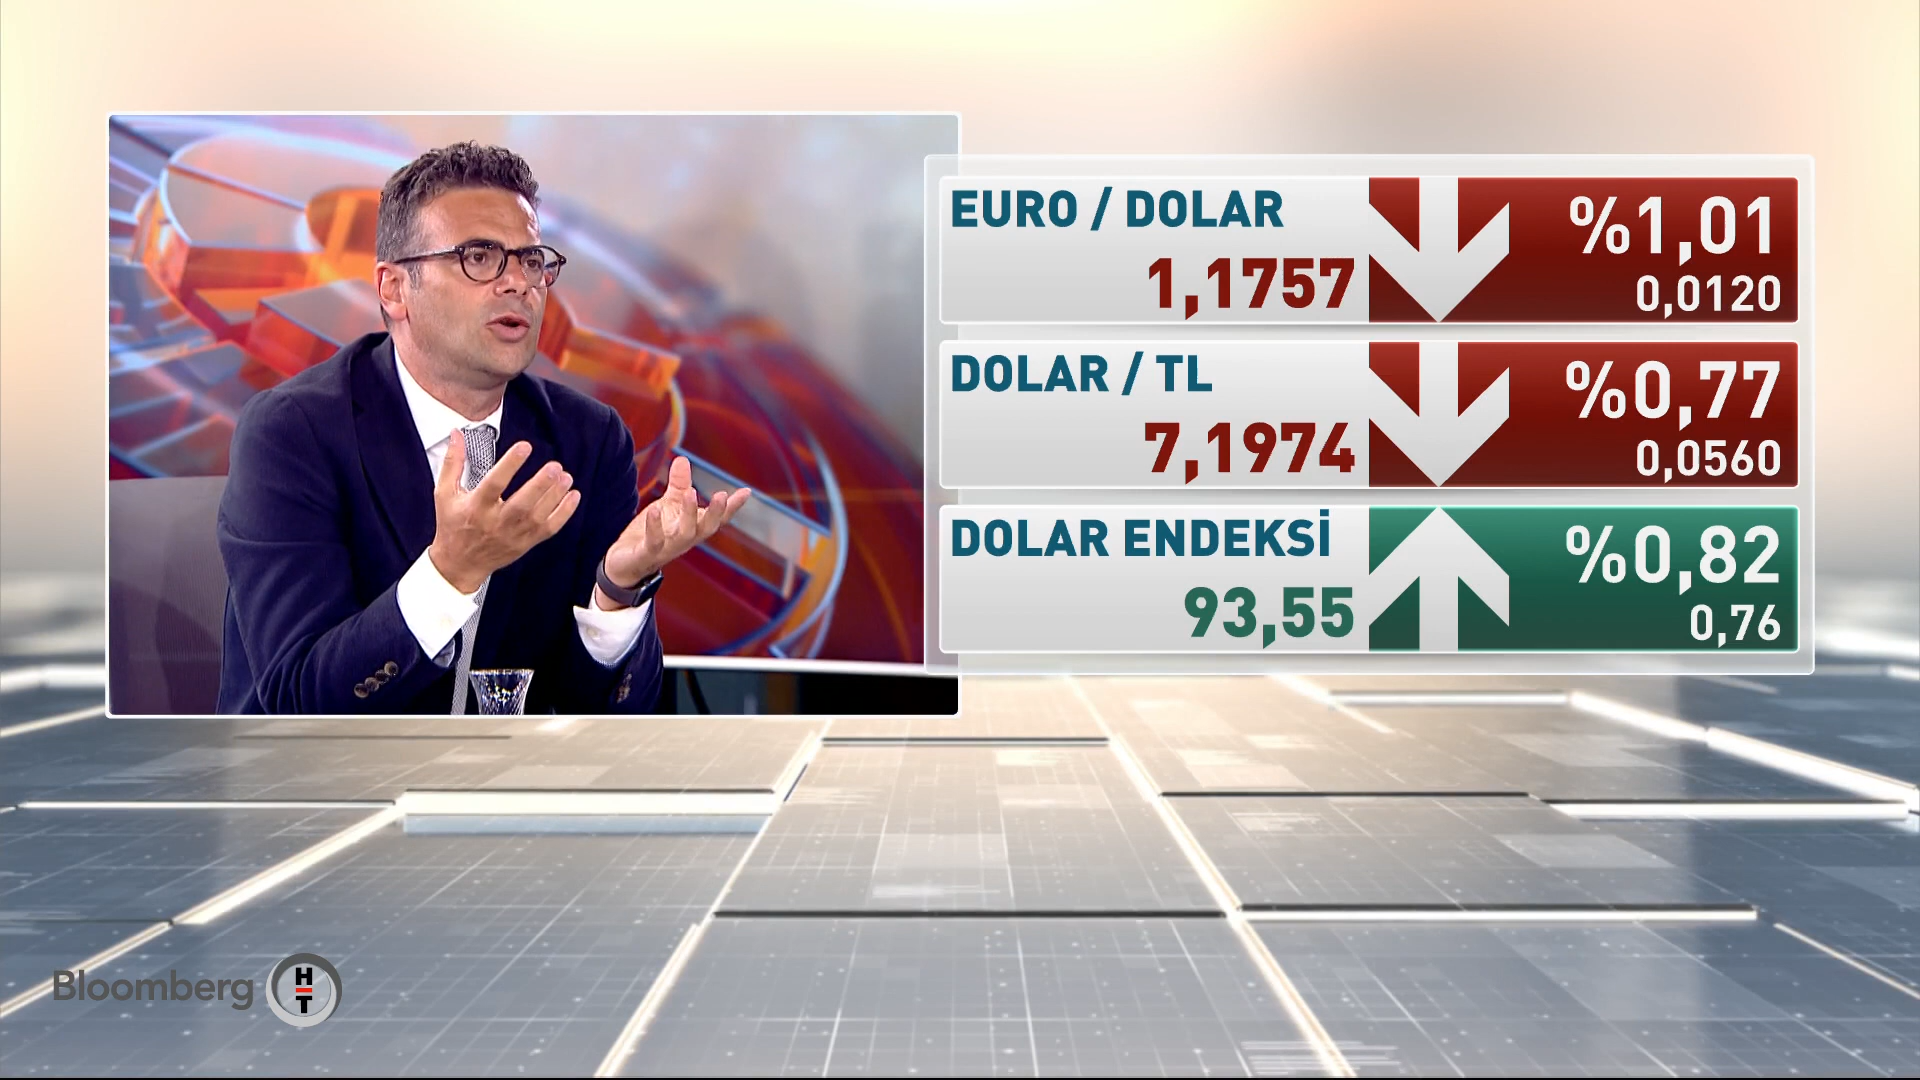 EURO / DOLAR
1,1757
%1,01
0,0120
DOLAR / TL
7,1974
%0,77
0,0560
DOLAR ENDEKSİ
93,55
%0,82
0,76
Bloomberg HT